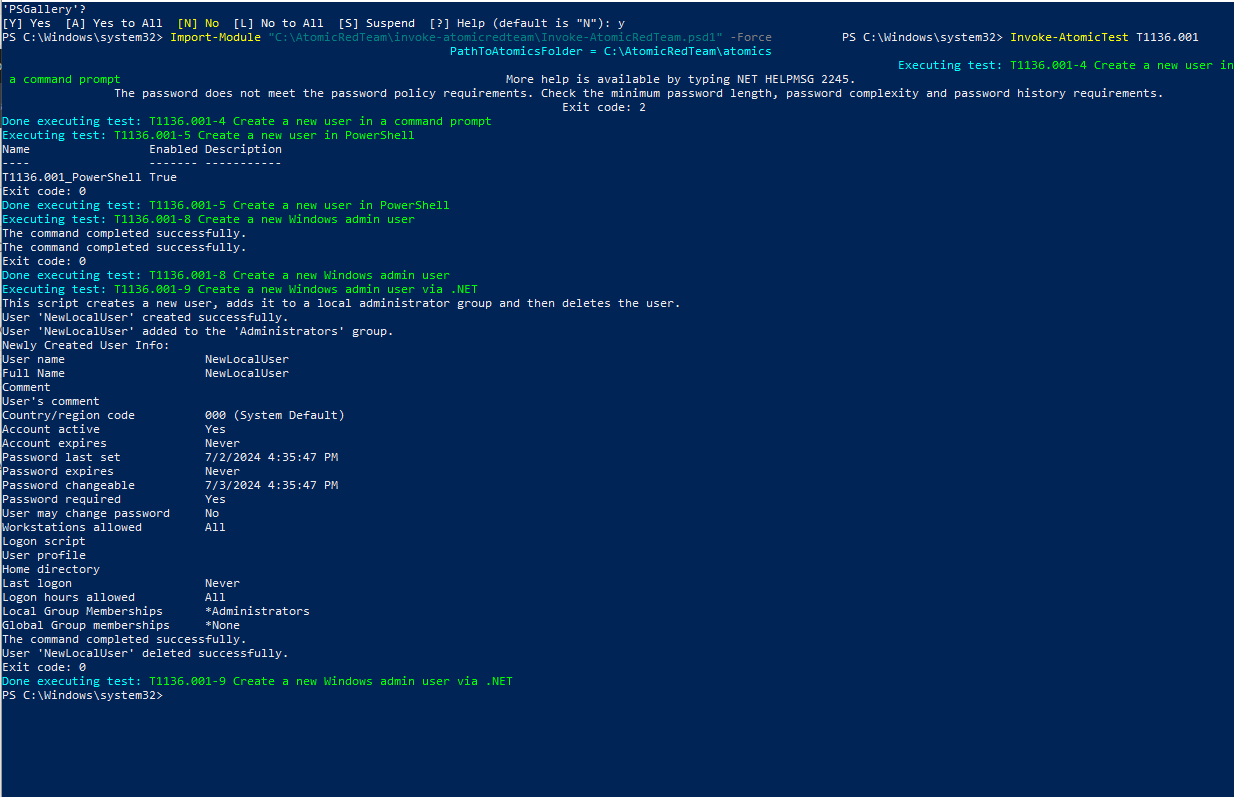 'PSGallery'?
[Y] Yes  [A] Yes to All  [N] No  [L] No to All  [S] Suspend  [?] Help (default is "N"): y
PS C:\Windows\system32> Import-Module "C:\AtomicRedTeam\invoke-atomicredteam\Invoke-AtomicRedTeam.psd1" -Force          PS C:\Windows\system32> Invoke-AtomicTest T1136.001
PathToAtomicsFolder = C:\AtomicRedTeam\atomics
Executing test: T1136.001-4 Create a new user in
a command prompt                                                       More help is available by typing NET HELPMSG 2245.
The password does not meet the password policy requirements. Check the minimum password length, password complexity and password history requirements.
Exit code: 2
Done executing test: T1136.001-4 Create a new user in a command prompt
Executing test: T1136.001-5 Create a new user in PowerShell
Name                 Enabled Description
----                 ------- -----------
T1136.001_PowerShell True
Exit code: 0
Done executing test: T1136.001-5 Create a new user in PowerShell
Executing test: T1136.001-8 Create a new Windows admin user
The command completed successfully.
The command completed successfully.
Exit code: 0
Done executing test: T1136.001-8 Create a new Windows admin user
Executing test: T1136.001-9 Create a new Windows admin user via .NET
This script creates a new user, adds it to a local administrator group and then deletes the user.
User 'NewLocalUser' created successfully.
User 'NewLocalUser' added to the 'Administrators' group.
Newly Created User Info:
User name                    NewLocalUser
Full Name                    NewLocalUser
Comment
User's comment
Country/region code          000 (System Default)
Account active               Yes
Account expires              Never
Password last set            7/2/2024 4:35:47 PM
Password expires             Never
Password changeable          7/3/2024 4:35:47 PM
Password required            Yes
User may change password     No
Workstations allowed         All
Logon script
User profile
Home directory
Last logon                   Never
Logon hours allowed          All
Local Group Memberships      *Administrators
Global Group memberships     *None
The command completed successfully.
User 'NewLocalUser' deleted successfully.
Exit code: 0
Done executing test: T1136.001-9 Create a new Windows admin user via .NET
PS C:\Windows\system32>